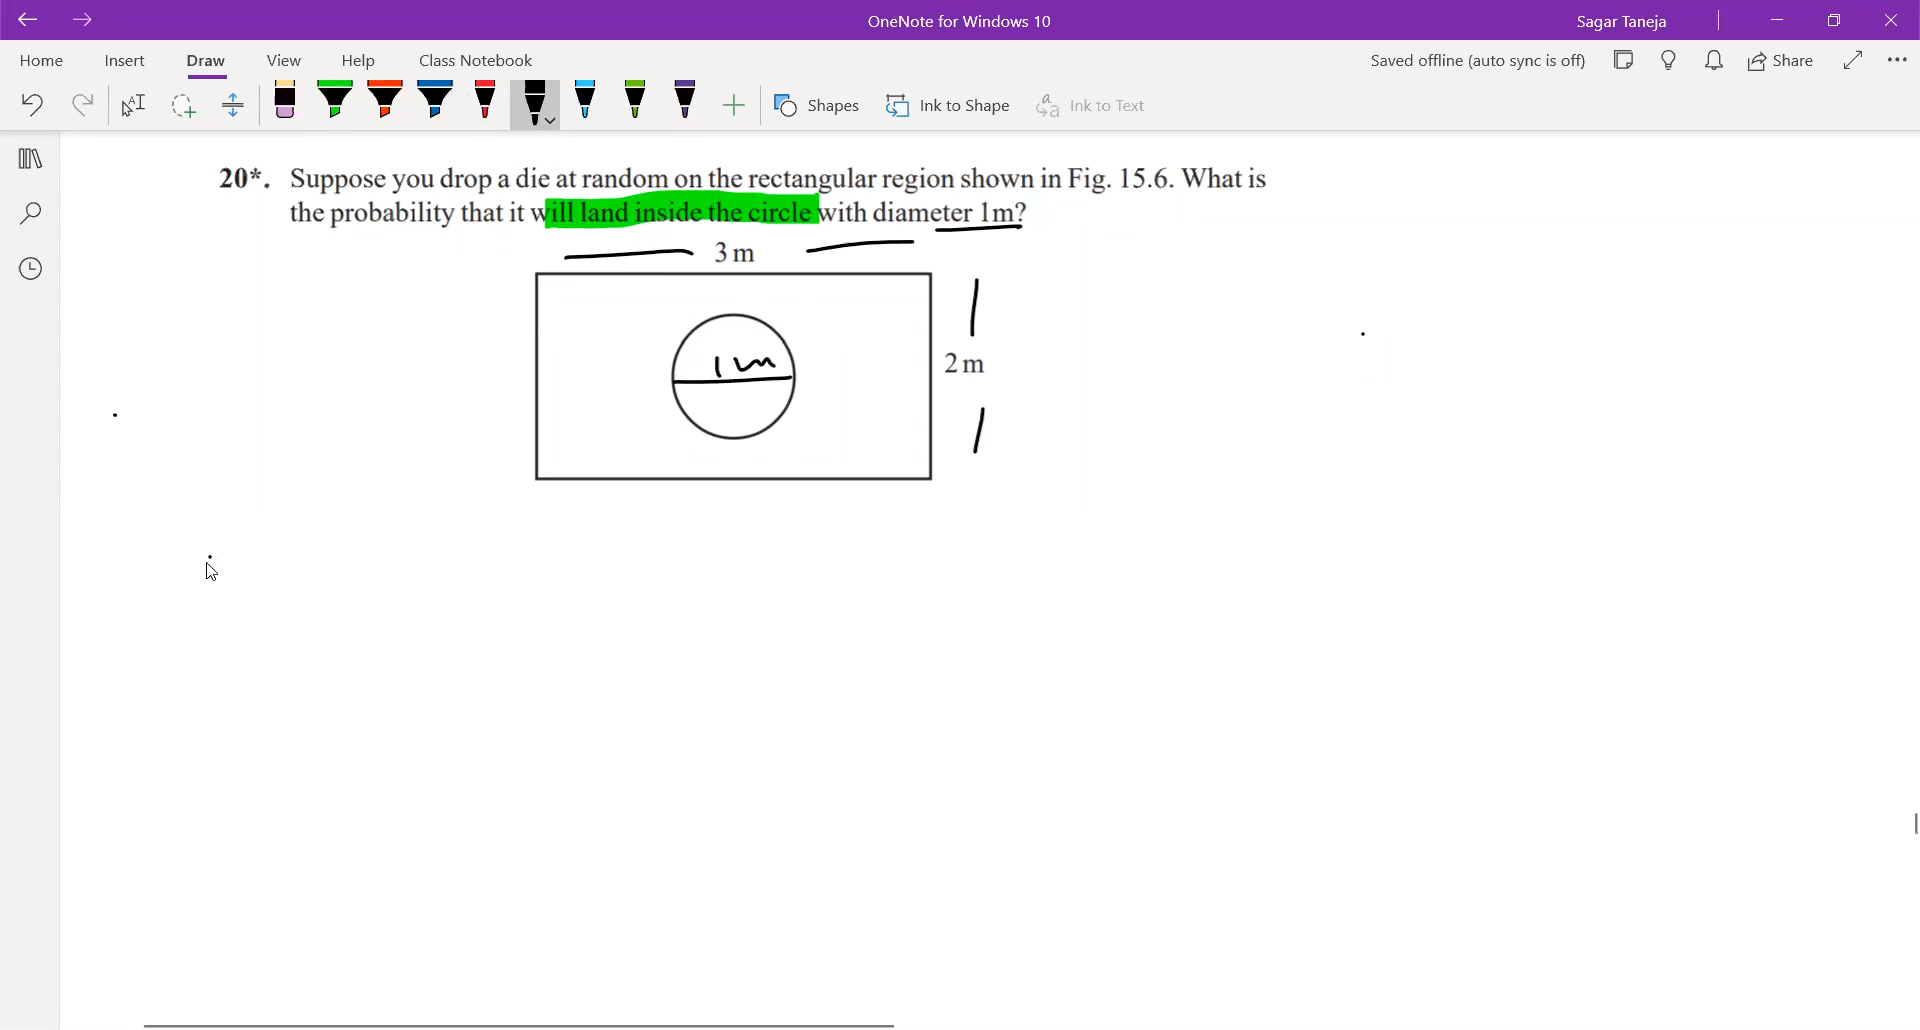 OneNote for Windows 10
Sagar Taneja
Home Insert Draw View Help Class Notebook
Saved offline (auto sync is off)
Share
Shapes
Ink to Shape
Ink to Text
20*. Suppose you drop a die at random on the rectangular region shown in Fig. 15.6. What is
the probability that it will land inside the circle with diameter 1m?
3 m
1 m
2 m